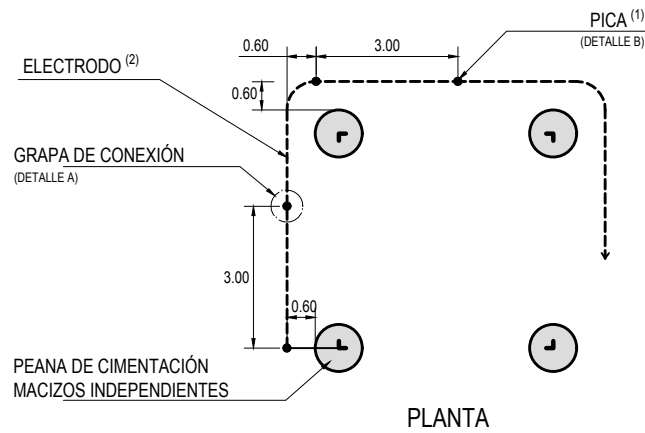 0.60
3.00
PICA (1)
(DETALLE B)
ELECTRODO (2)
0.60
GRAPA DE CONEXIÓN
(DETALLE A)
3.00
0.60
PEANA DE CIMENTACIÓN
MACIZOS INDEPENDIENTES
PLANTA